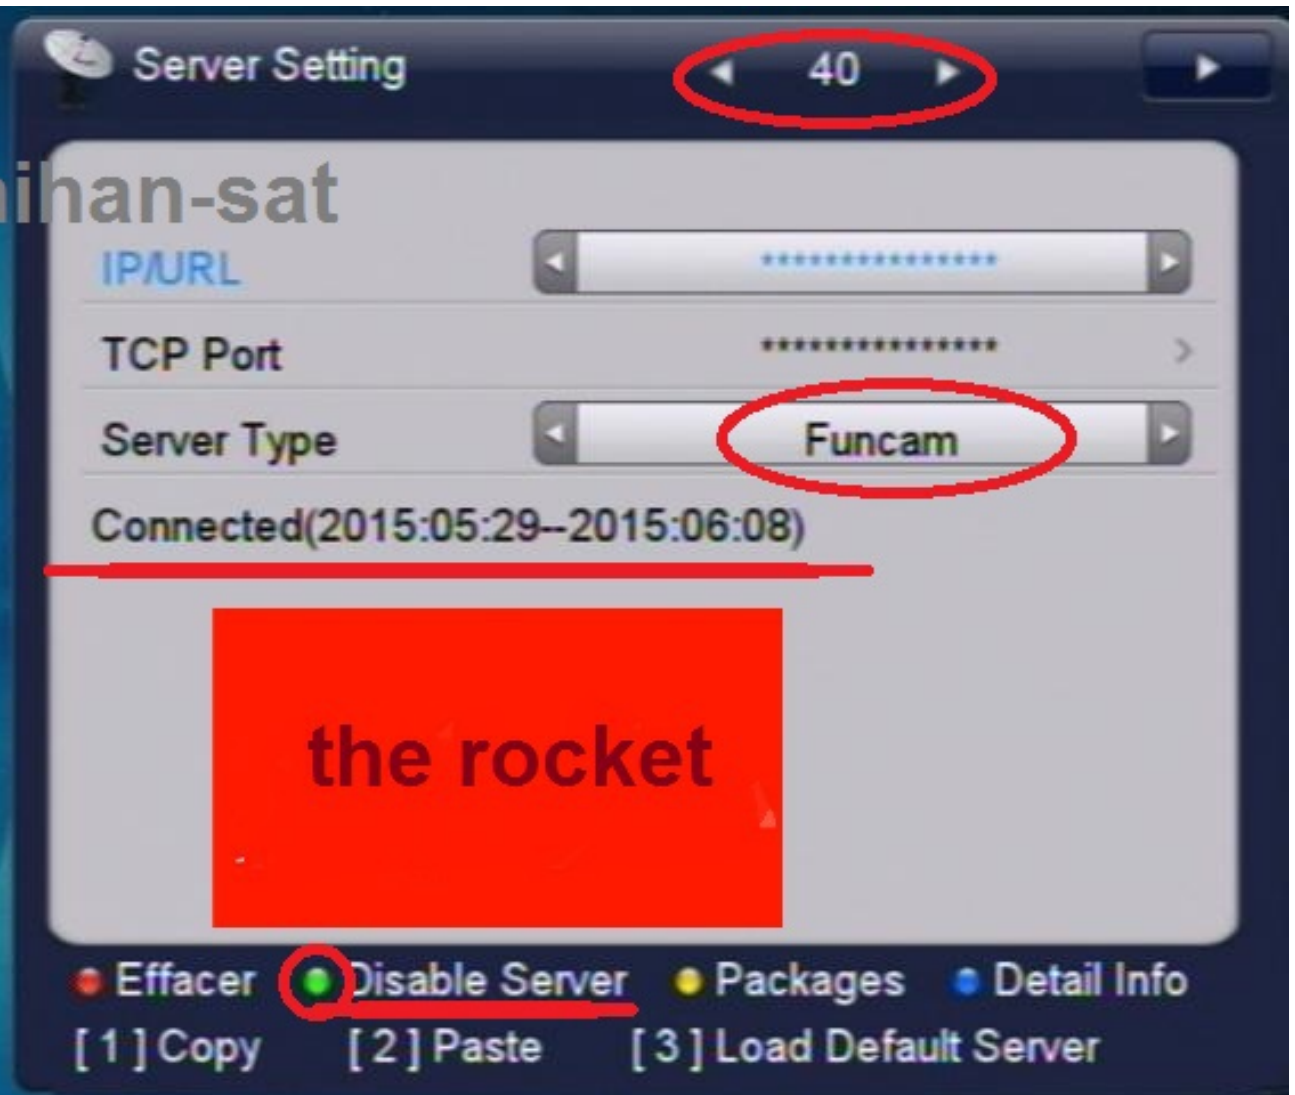 Server Setting
40
ihan-sat
IP/URL ***************
TCP Port ***************
Server Type Funcam
Connected(2015:05:29--2015:06:08)
the rocket
Effacer Disable Server Packages Detail Info
[1]Copy [2]Paste [3]Load Default Server